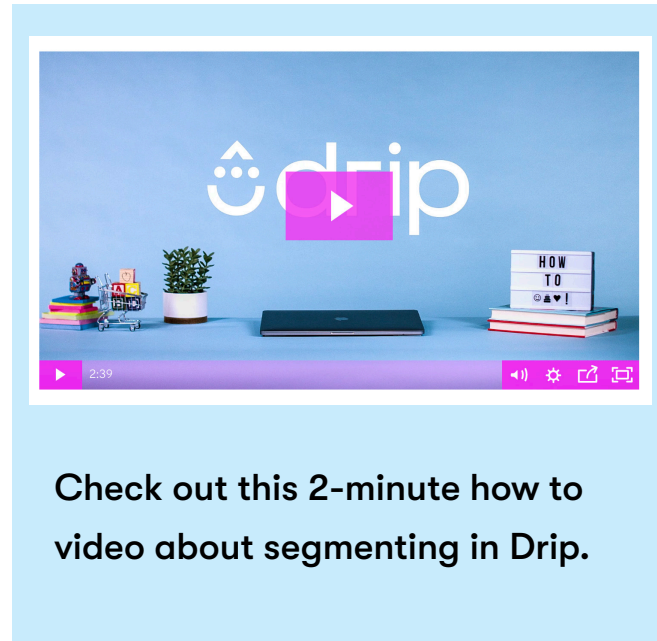 drip
HOW
TO
2:39
Check out this 2-minute how to
video about segmenting in Drip.